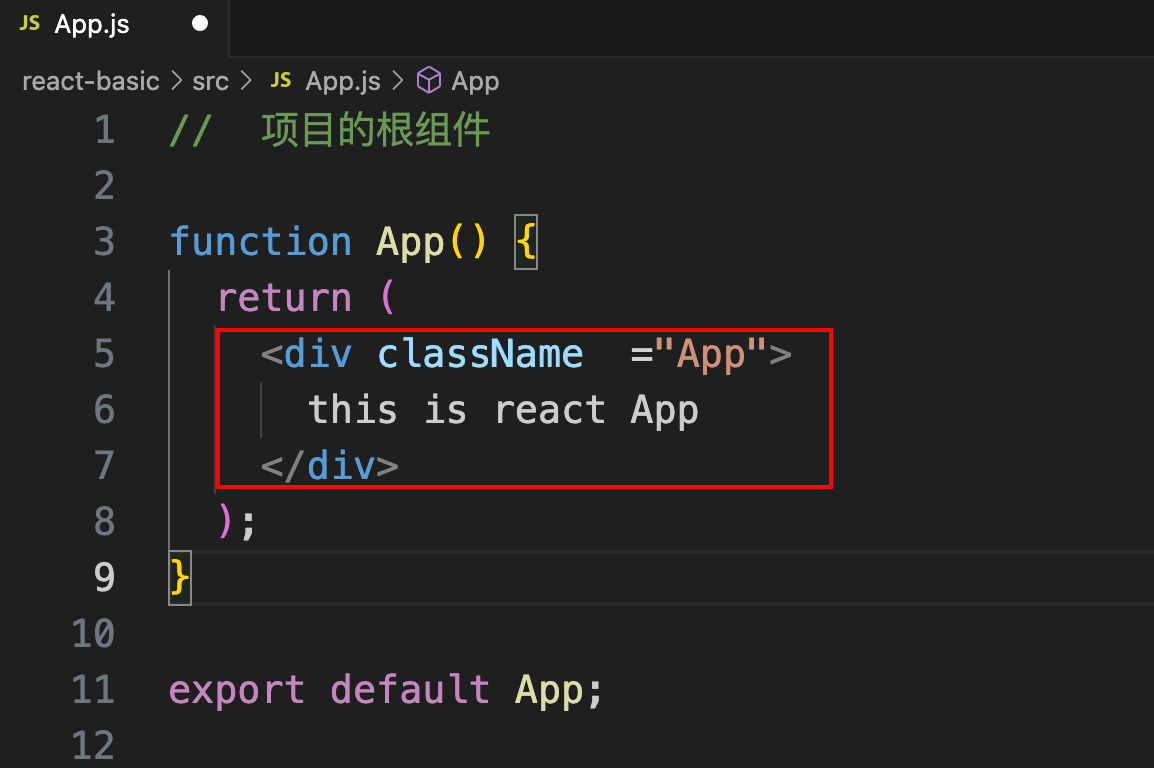 JS App.js
react-basic > src > JS App.js > App
1 //  项目的根组件
2
3 function App() {
4   return (
5     <div className  ="App">
6       this is react App
7     </div>
8   );
9 }
10
11 export default App;
12